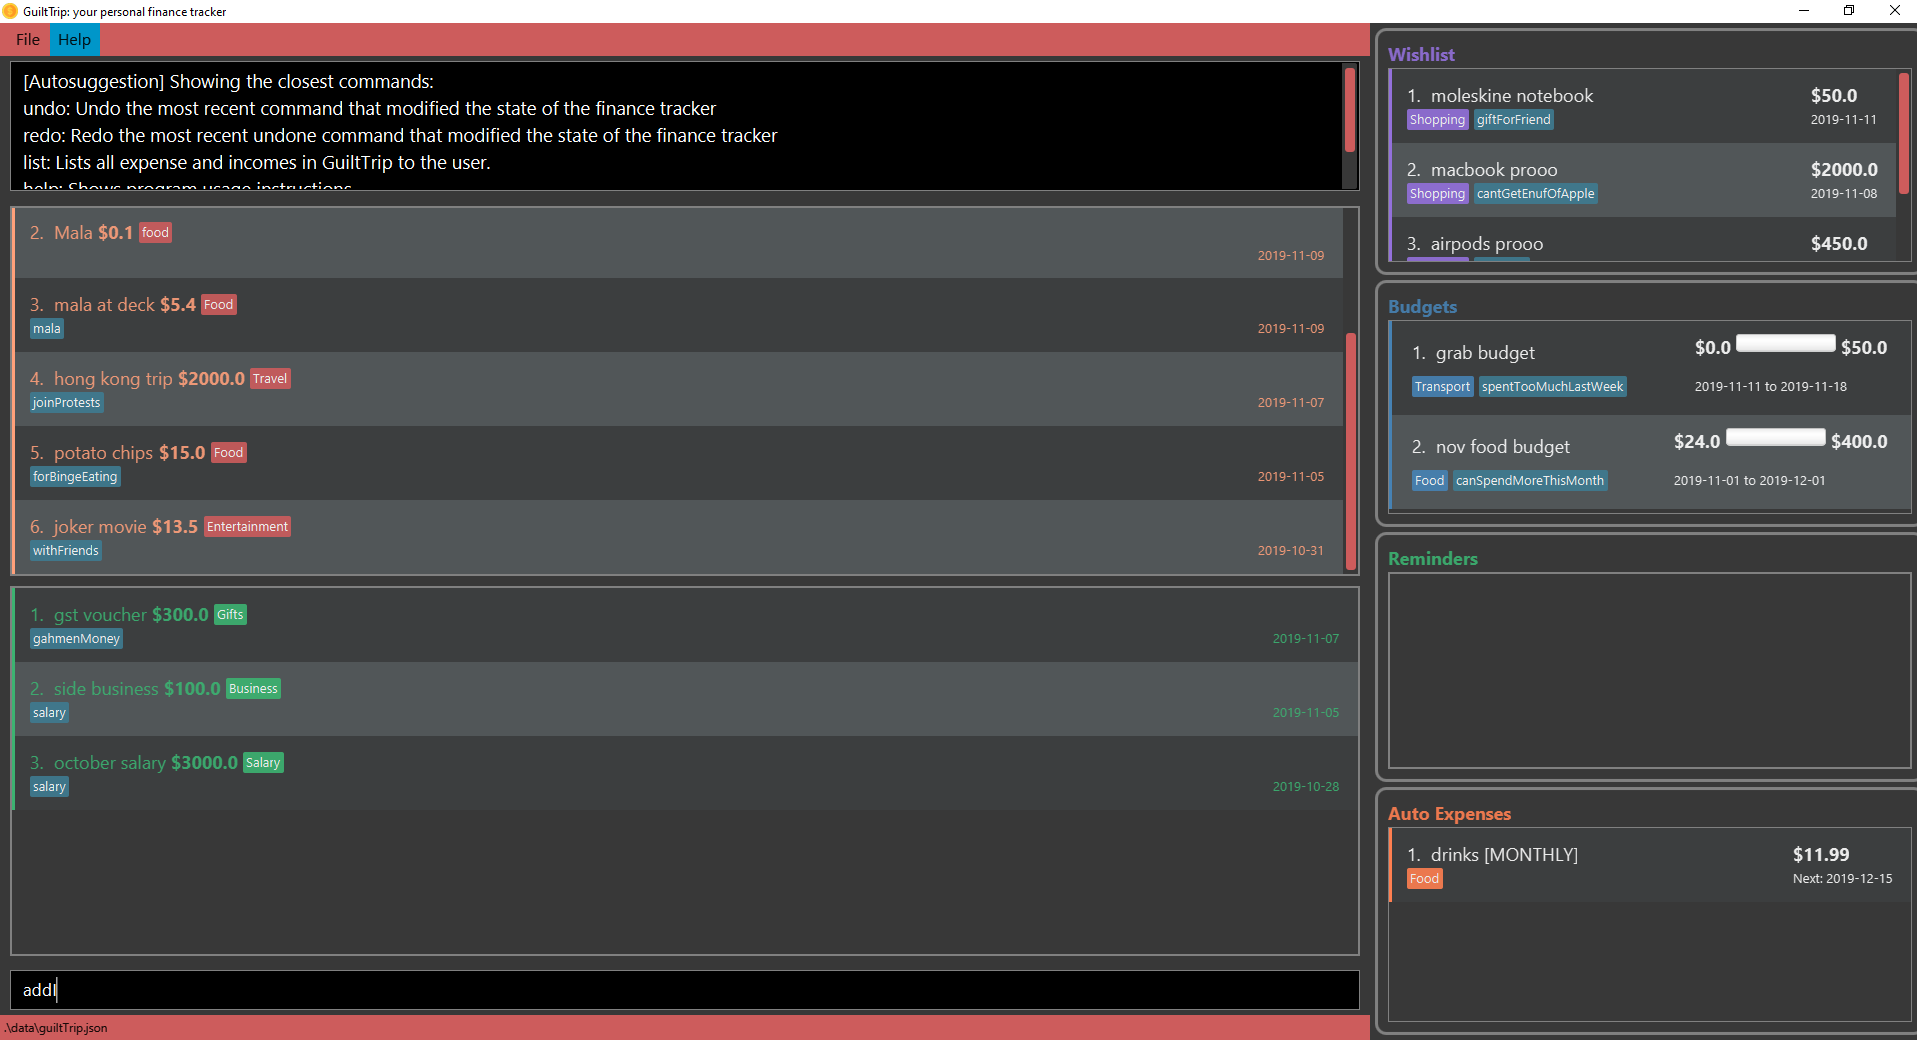 GuiltTrip: your personal finance tracker
File Help
[Autosuggestion] Showing the closest commands:
undo: Undo the most recent command that modified the state of the finance tracker
redo: Redo the most recent undone command that modified the state of the finance tracker
list: Lists all expense and incomes in GuiltTrip to the user.
help: Shows program usage instructions
2. Mala $0.1 food
2019-11-09
3. mala at deck $5.4 Food
mala 2019-11-09
4. hong kong trip $2000.0 Travel
joinProtests 2019-11-07
5. potato chips $15.0 Food
forBingeEating 2019-11-05
6. joker movie $13.5 Entertainment
withFriends 2019-10-31
1. gst voucher $300.0 Gifts
gahmenMoney 2019-11-07
2. side business $100.0 Business
salary 2019-11-05
3. october salary $3000.0 Salary
salary 2019-10-28
addI
.\data\guiltTrip.json
Wishlist
1. moleskine notebook $50.0
Shopping giftForFriend 2019-11-11
2. macbook prooo $2000.0
Shopping cantGetEnufOfApple 2019-11-08
3. airpods prooo $450.0
Budgets
1. grab budget $0.0 $50.0
Transport spentTooMuchLastWeek 2019-11-11 to 2019-11-18
2. nov food budget $24.0 $400.0
Food canSpendMoreThisMonth 2019-11-01 to 2019-12-01
Reminders
Auto Expenses
1. drinks [MONTHLY] $11.99
Food Next: 2019-12-15